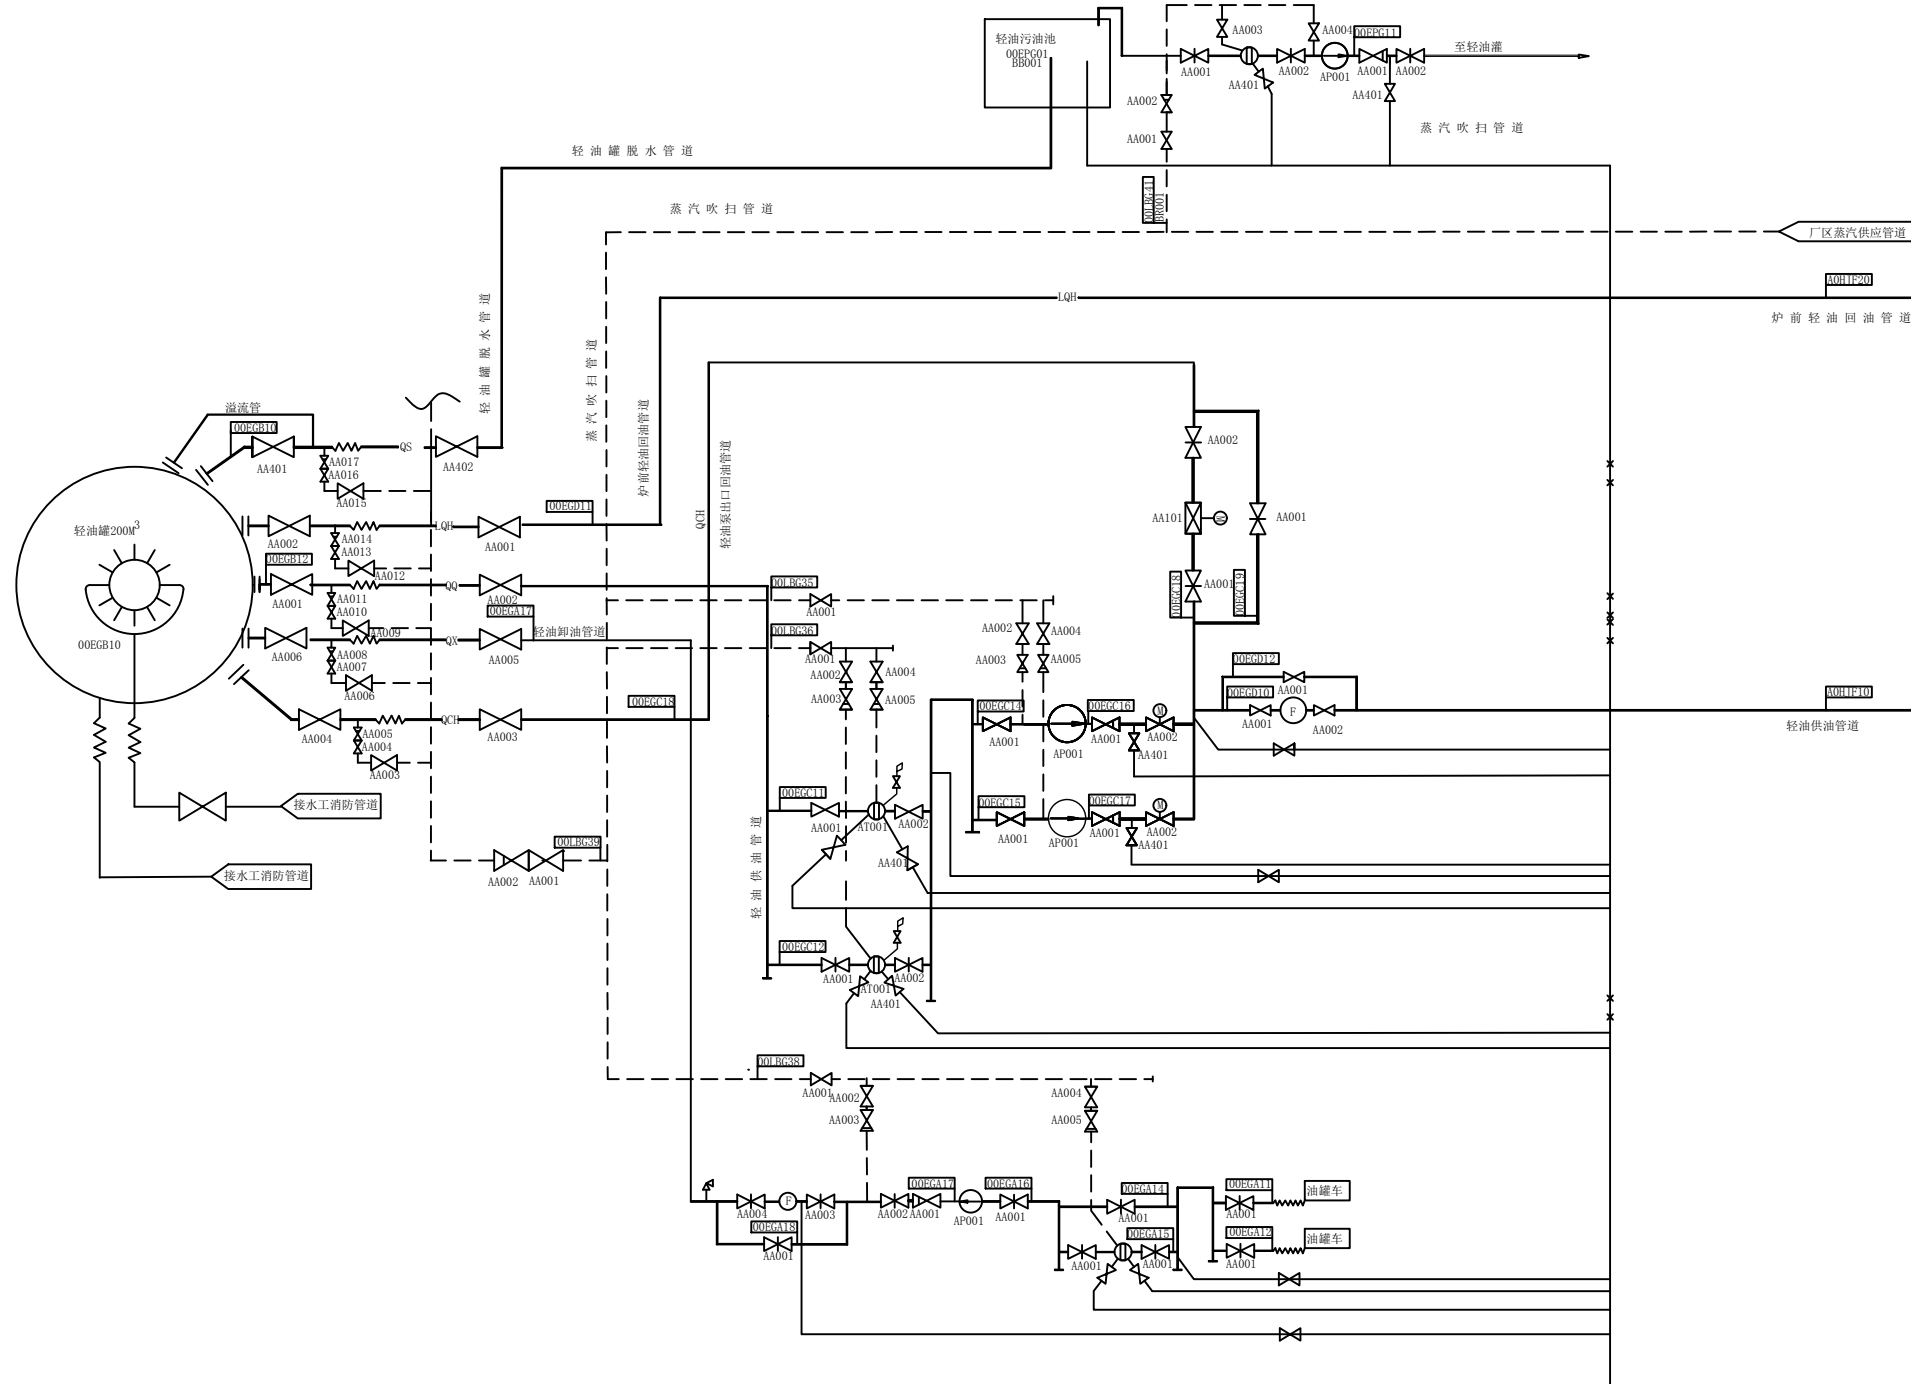 轻油污油池
00EPG01
BB001
AA003
AA004
00EPG11
至轻油灌
AA001
AA401
AA002
AP001
AA001
AA002
AA401
AA002
AA001
蒸汽吹扫管道
轻油罐脱水管道
00LBG41
BR001
蒸汽吹扫管道
厂区蒸汽供应管道
A0HJF20
LQH
炉前轻油回油管道
轻油罐脱水管道
蒸汽吹扫管道
炉前轻油回油管道
QCH
轻油泵出口回油管道
溢流管
00EGB10
AA401
QS
AA402
AA017
AA016
AA015
轻油罐200M3
00EGB10
AA002
LQH
AA001
00EGD11
AA014
AA013
AA012
00EGB12
AA001
QQ
AA002
AA011
AA010
AA009
00EGA17
轻油卸油管道
AA006
QX
AA005
AA008
AA007
AA006
AA004
QCH
AA003
00EGC18
AA005
AA004
AA003
接水工消防管道
接水工消防管道
00LBG39
AA002
AA001
AA002
AA101
M
AA001
AA001
00EGC18
00EGC19
00LBG35
AA001
00LBG36
AA001
AA002
AA003
AA004
AA005
AA002
AA003
AA004
AA005
00EGC14
AA001
AP001
00EGC16
AA001
M
AA002
AA401
00EGD12
AA001
00EGD10
AA001
F
AA002
A0HJF10
轻油供油管道
00EGC11
AA001
AT001
AA002
AA401
00EGC15
AA001
AP001
00EGC17
AA001
M
AA002
AA401
轻油供油管道
00EGC12
AA001
AT001
AA002
AA401
00LBG38
AA001
AA002
AA003
AA004
AA005
AA004
F
AA003
00EGA18
AA001
AA002
AA001
00EGA17
AP001
00EGA16
AA001
00EGA14
AA001
00EGA15
AA001
AA001
00EGA11
AA001
油罐车
00EGA12
AA001
油罐车